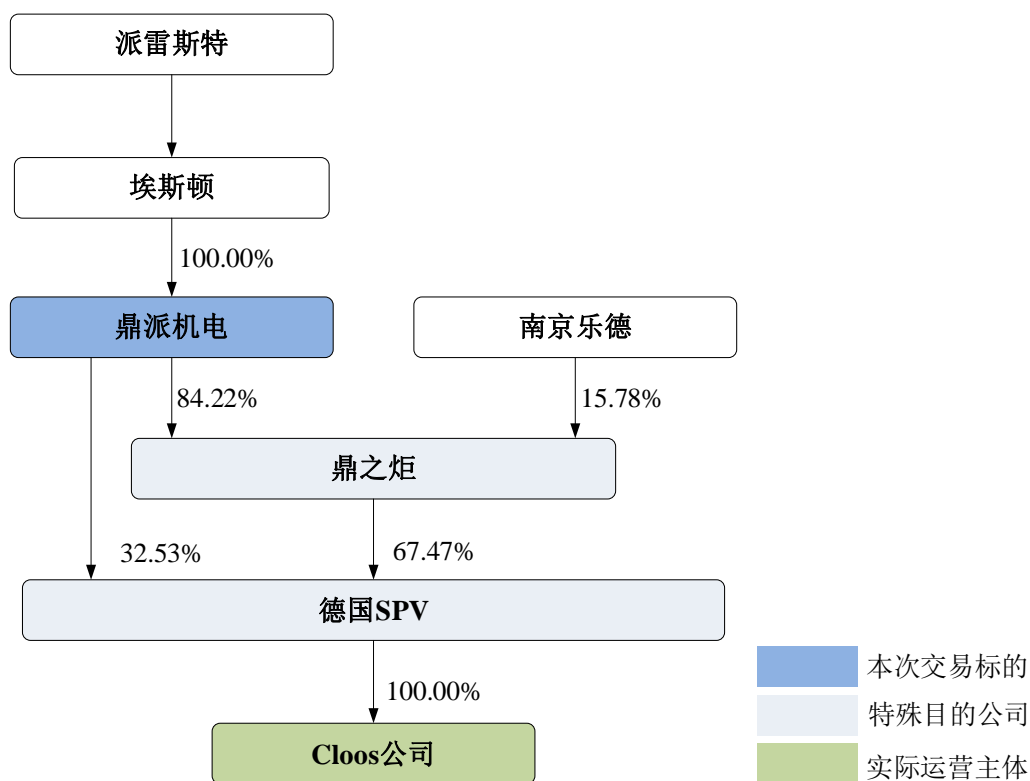 派雷斯特
埃斯顿
100.00%
鼎派机电
南京乐德
84.22%
15.78%
鼎之炬
32.53%
67.47%
德国SPV
本次交易标的
100.00%
特殊目的公司
Cloos公司
实际运营主体